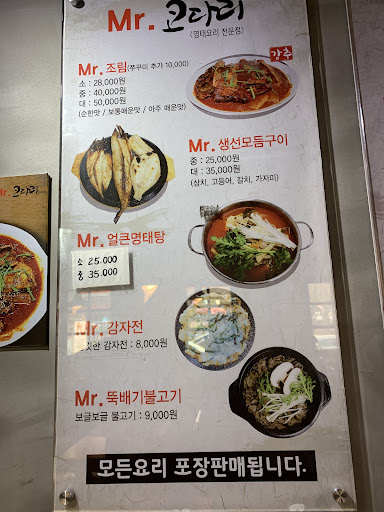 Mr. 코다리
(명태요리 전문점)
강추
Mr. 조림(쭈꾸미 추가 10,000)
소 : 28,000원
중 : 40,000원
대 : 50,000원
(순한맛 / 보통매운맛 / 아주 매운맛)
Mr. 생선모듬구이
중 : 25,000원
대 : 35,000원
(삼치, 고등어, 갈치, 가자미)
Mr. 코다리
Mr. 얼큰명태탕
소 25.000
중 35.000
Mr. 감자전
감자전 : 8,000원
Mr. 뚝배기불고기
보글보글 불고기 : 9,000원
모든요리 포장판매됩니다.